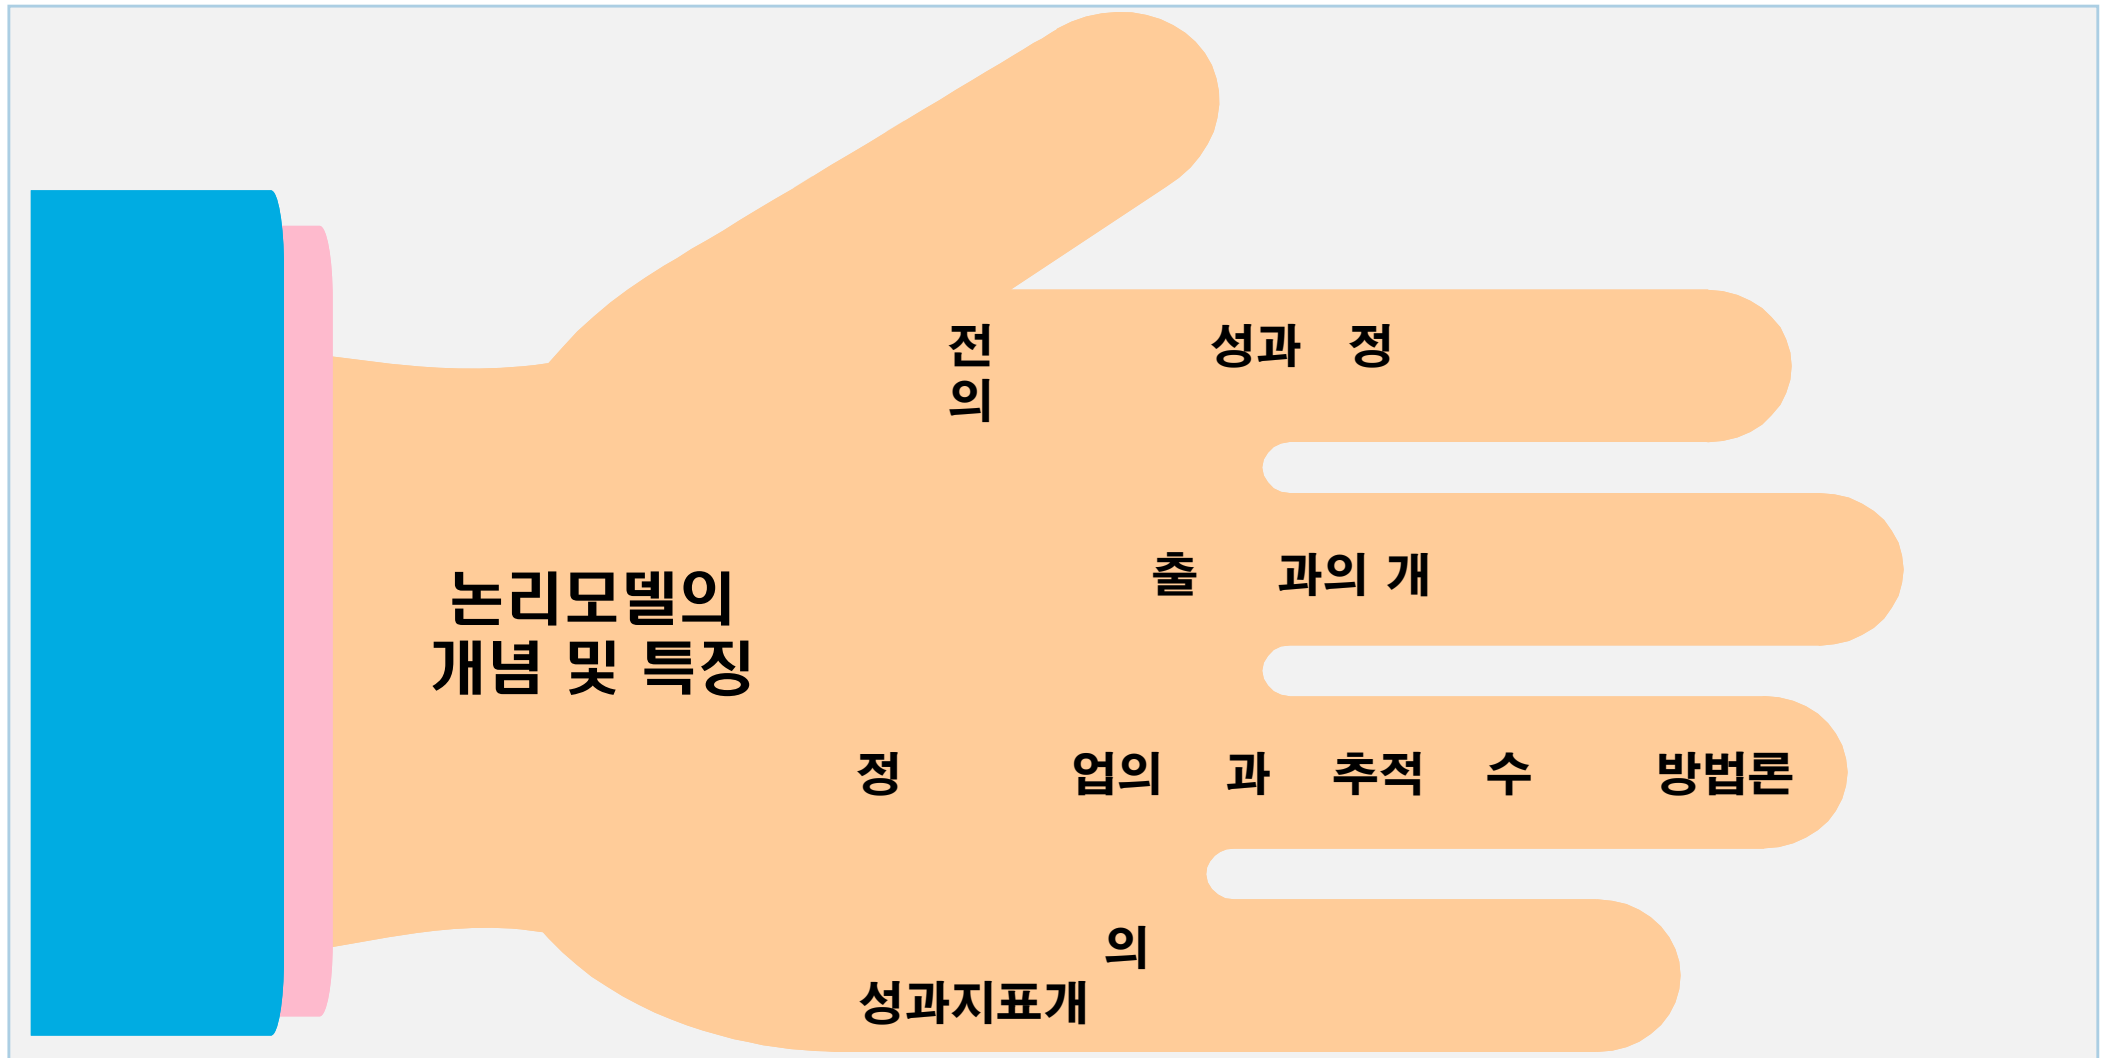 전 성과 정
의
출 과의 개
논리모델의
개념 및 특징
정 업의 과 추적 수 방법론
의
성과지표개